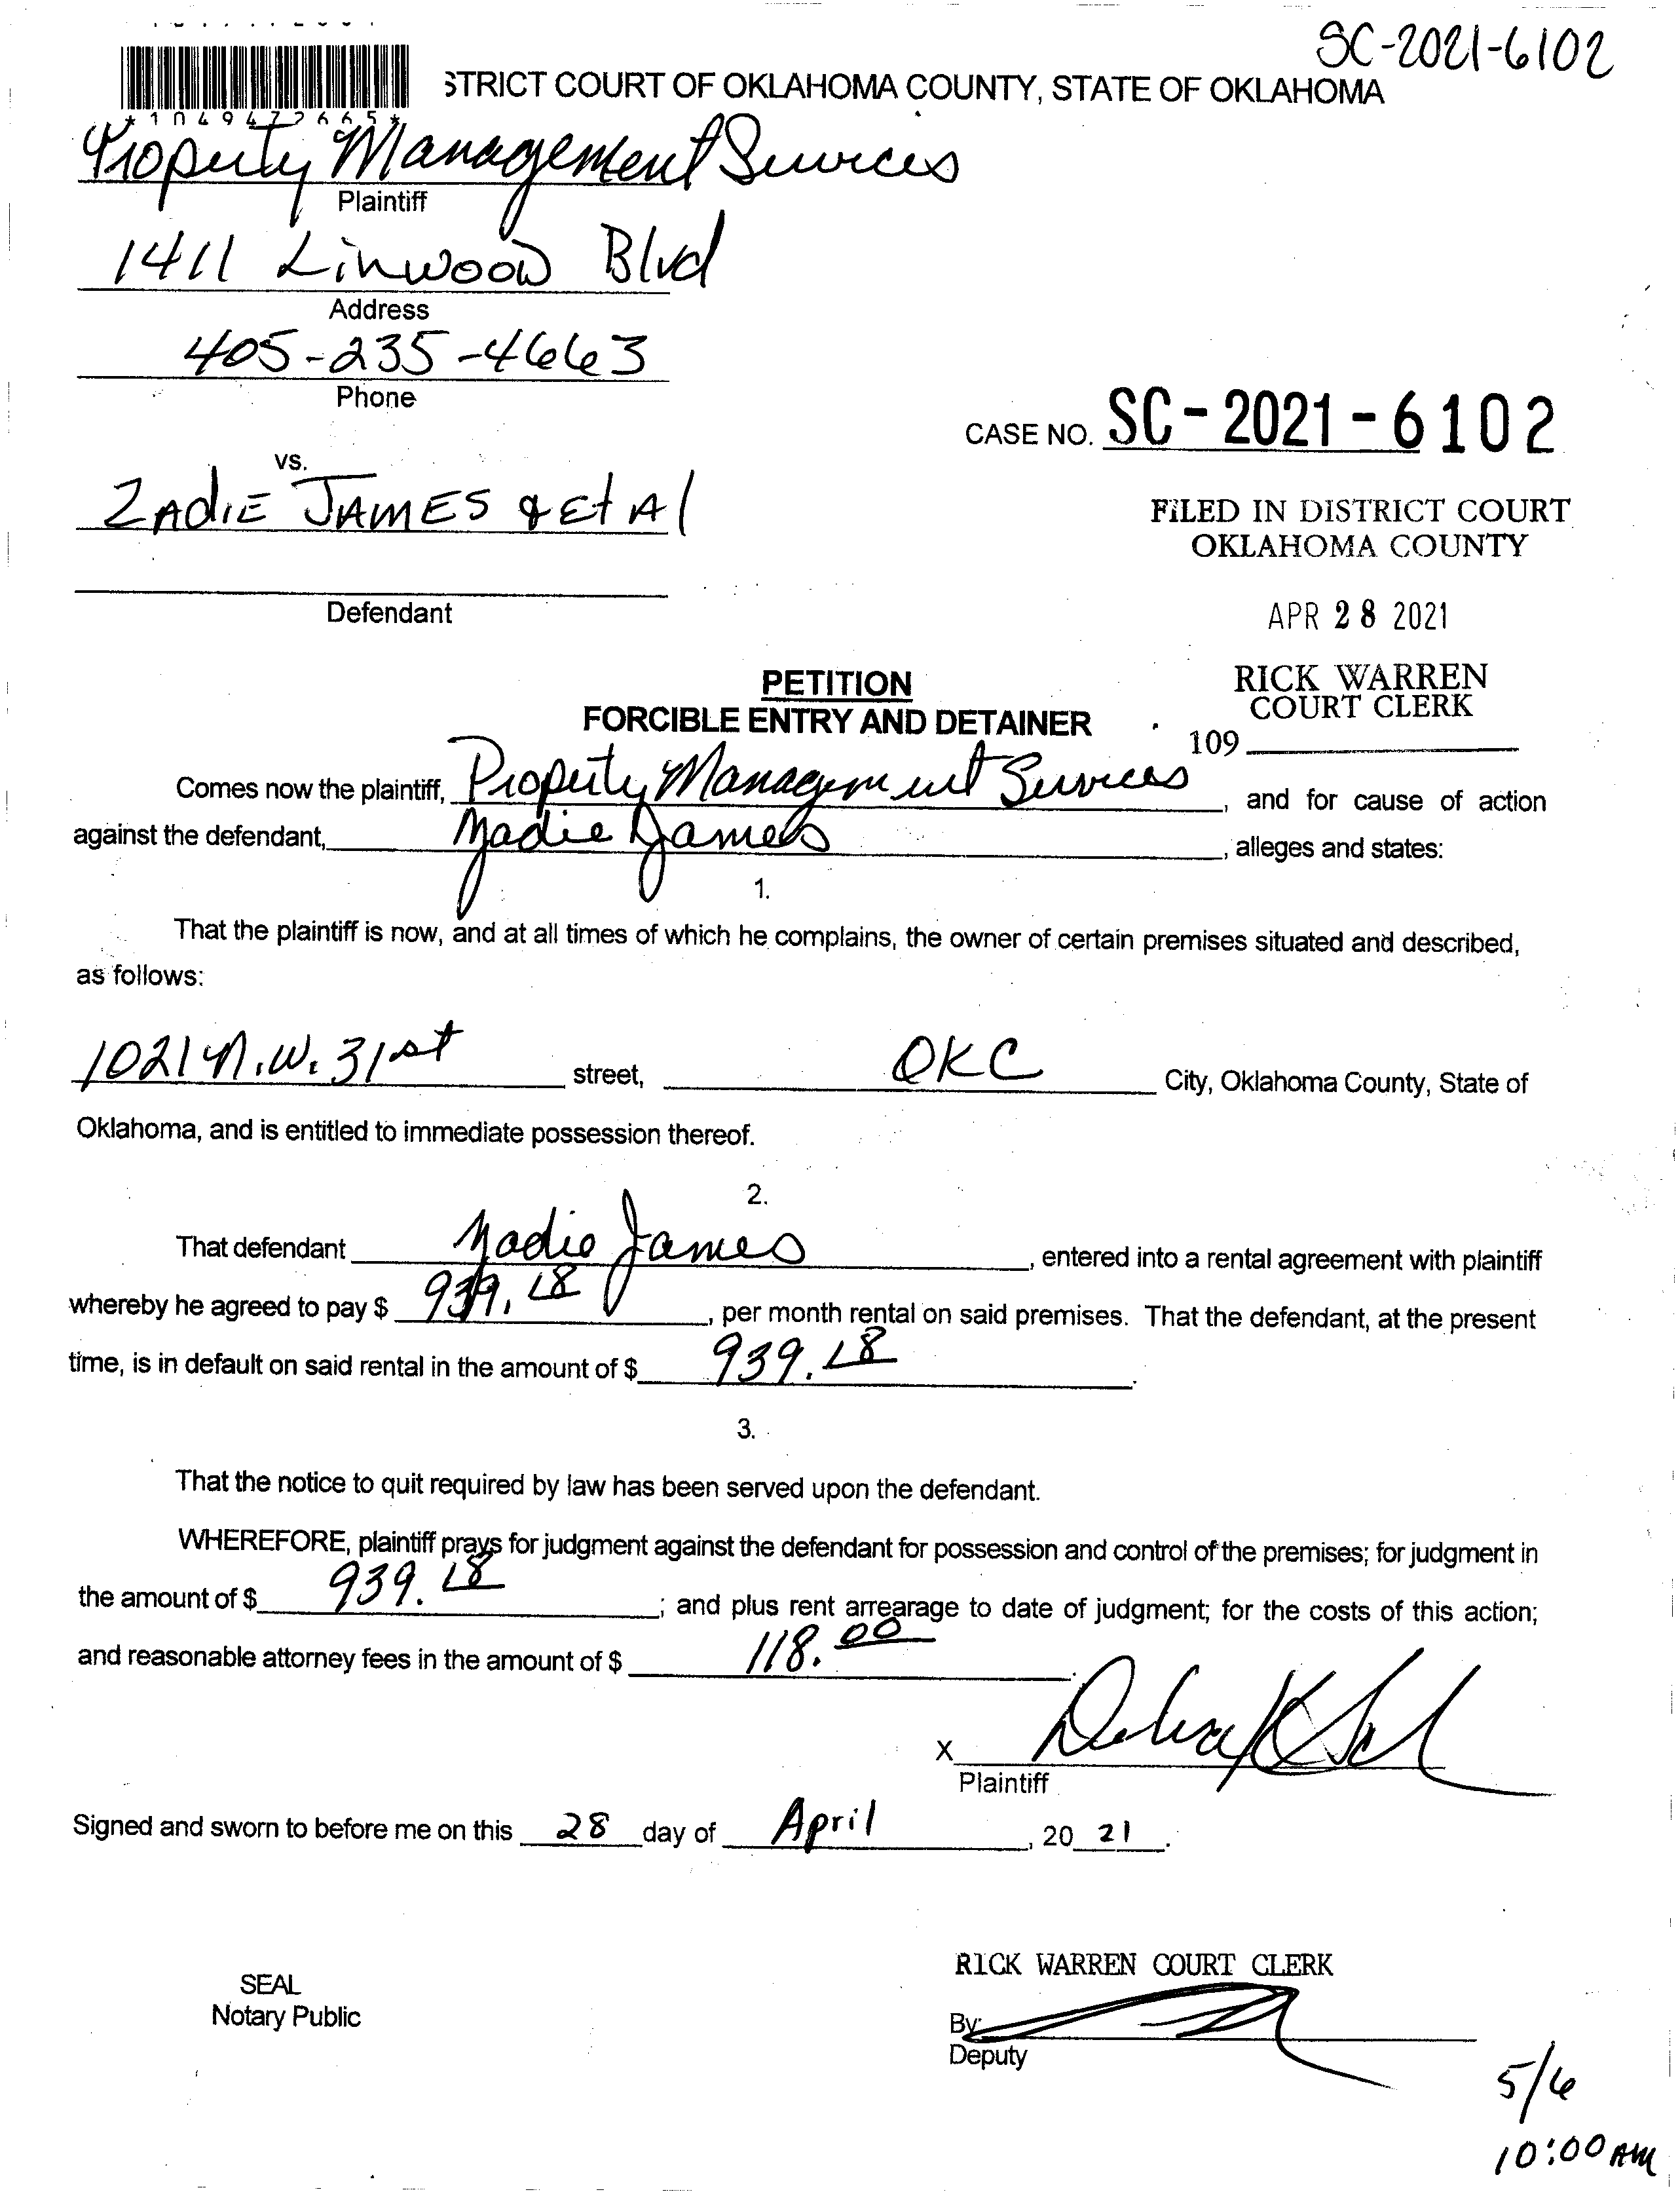 SC-2021-6102
STRICT COURT OF OKLAHOMA COUNTY, STATE OF OKLAHOMA
*1049472665*
Property Management Services
Plaintiff
1411 Linwood Blvd
Address
405-235-4663
Phone
CASE NO. SC-2021-6102
vs.
Zadie James & et al
FILED IN DISTRICT COURT
OKLAHOMA COUNTY
Defendant
APR 28 2021
PETITION
FORCIBLE ENTRY AND DETAINER
RICK WARREN
COURT CLERK
109
Comes now the plaintiff, Property Management Services, and for cause of action
against the defendant, Zadie James, alleges and states:
1.
That the plaintiff is now, and at all times of which he complains, the owner of certain premises situated and described,
as follows:
1021 N.W. 31st street, OKC City, Oklahoma County, State of
Oklahoma, and is entitled to immediate possession thereof.
2.
That defendant Zadie James, entered into a rental agreement with plaintiff
whereby he agreed to pay $ 939.18, per month rental on said premises. That the defendant, at the present
time, is in default on said rental in the amount of $ 939.18.
3.
That the notice to quit required by law has been served upon the defendant.
WHEREFORE, plaintiff prays for judgment against the defendant for possession and control of the premises; for judgment in
the amount of $ 939.18; and plus rent arrearage to date of judgment; for the costs of this action;
and reasonable attorney fees in the amount of $ 118.00.
X
Plaintiff
Signed and sworn to before me on this 28 day of April, 20 21.
RICK WARREN COURT CLERK
SEAL
Notary Public
By:
Deputy
5/6
10:00 AM